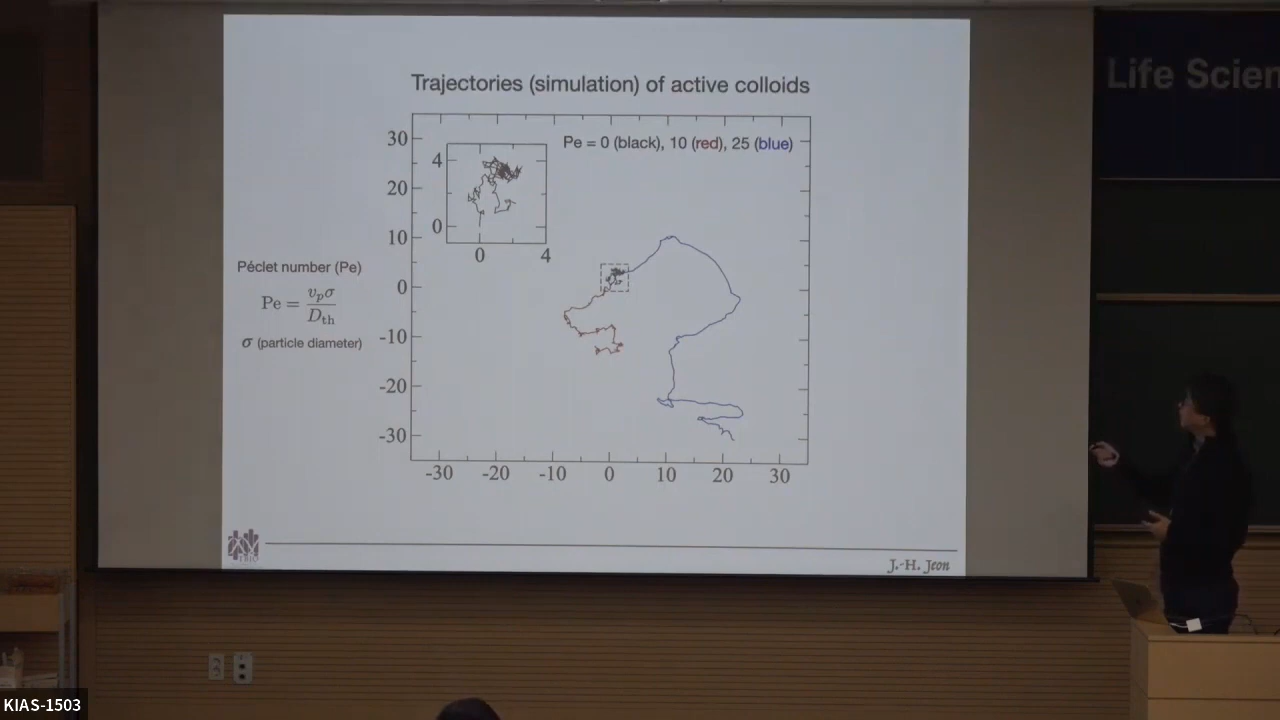 Life Scien
Trajectories (simulation) of active colloids
Pe = 0 (black), 10 (red), 25 (blue)
30
20
10
0
-10
-20
-30
4
0
0
4
-30
-20
-10
0
10
20
30
Péclet number (Pe)
Pe = v_p σ / D_th
σ (particle diameter)
J.-H. Jeon
KIAS-1503